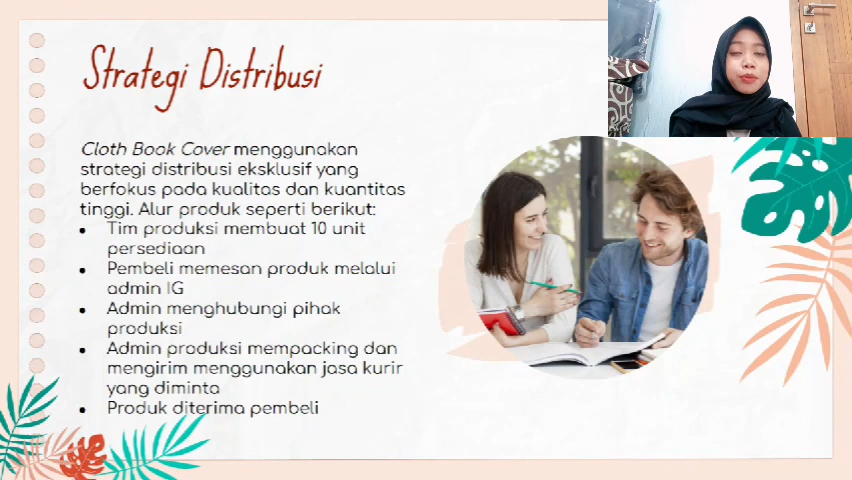 Strategi Distribusi
Cloth Book Cover menggunakan
strategi distribusi eksklusif yang
berfokus pada kualitas dan kuantitas
tinggi. Alur produk seperti berikut:
• Tim produksi membuat 10 unit
persediaan
• Pembeli memesan produk melalui
admin IG
• Admin menghubungi pihak
produksi
• Admin produksi mempacking dan
mengirim menggunakan jasa kurir
yang diminta
• Produk diterima pembeli